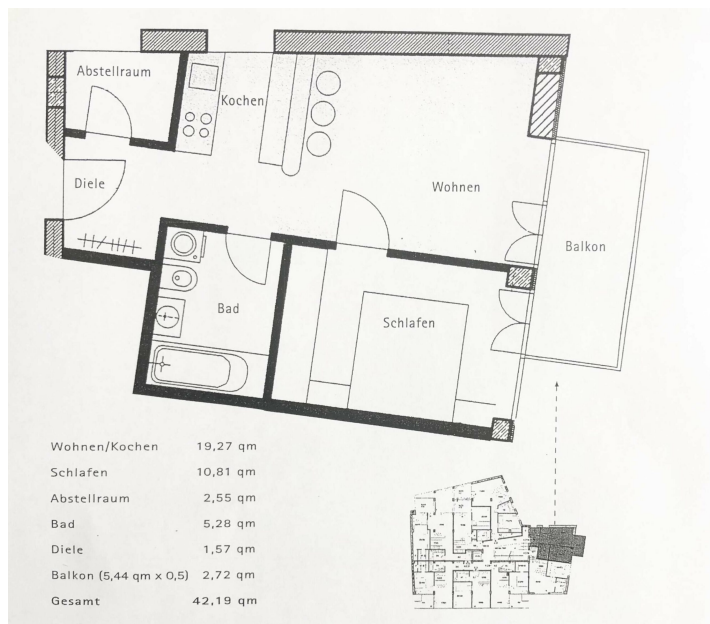 Abstellraum
Kochen
Diele
Wohnen
Balkon
Bad
Schlafen
Wohnen/Kochen 19,27 qm
Schlafen 10,81 qm
Abstellraum 2,55 qm
Bad 5,28 qm
Diele 1,57 qm
Balkon (5,44 qm x 0,5) 2,72 qm
Gesamt 42,19 qm